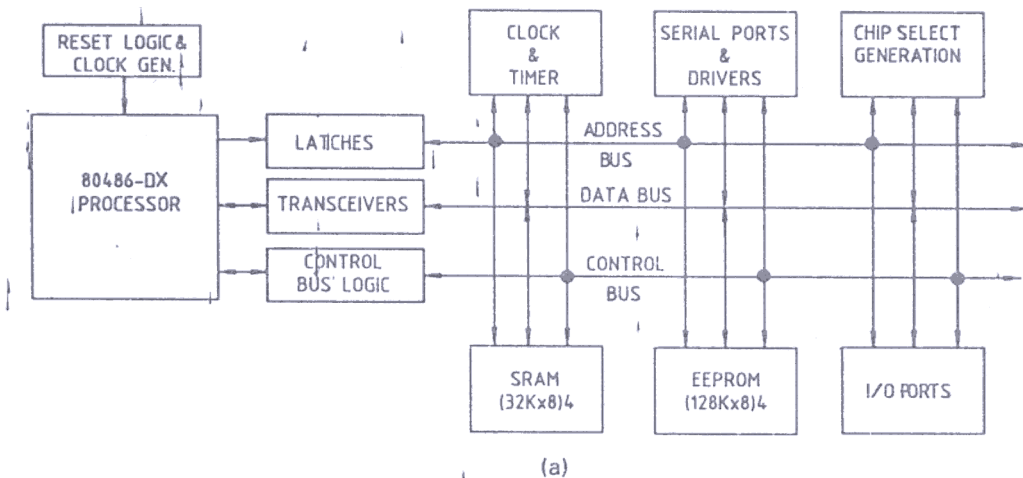 RESET LOGIC &
CLOCK GEN.
80486-DX
PROCESSOR
LATCHES
TRANSCEIVERS
CONTROL
BUS LOGIC
CLOCK
&
TIMER
SERIAL PORTS
&
DRIVERS
CHIP SELECT
GENERATION
ADDRESS
BUS
DATA BUS
CONTROL
BUS
SRAM
(32Kx8)4
EEPROM
(128Kx8)4
I/O PORTS
(a)